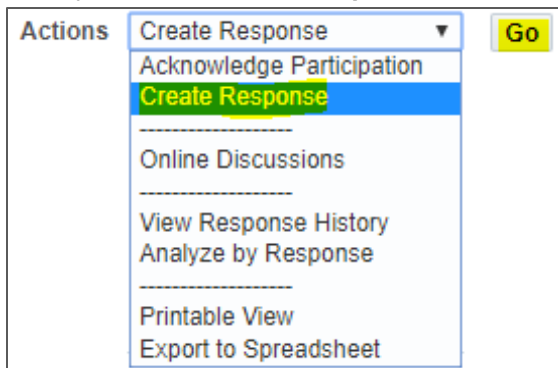 Actions Create Response ▼ Go
Acknowledge Participation
Create Response
-------------------
Online Discussions
-------------------
View Response History
Analyze by Response
-------------------
Printable View
Export to Spreadsheet